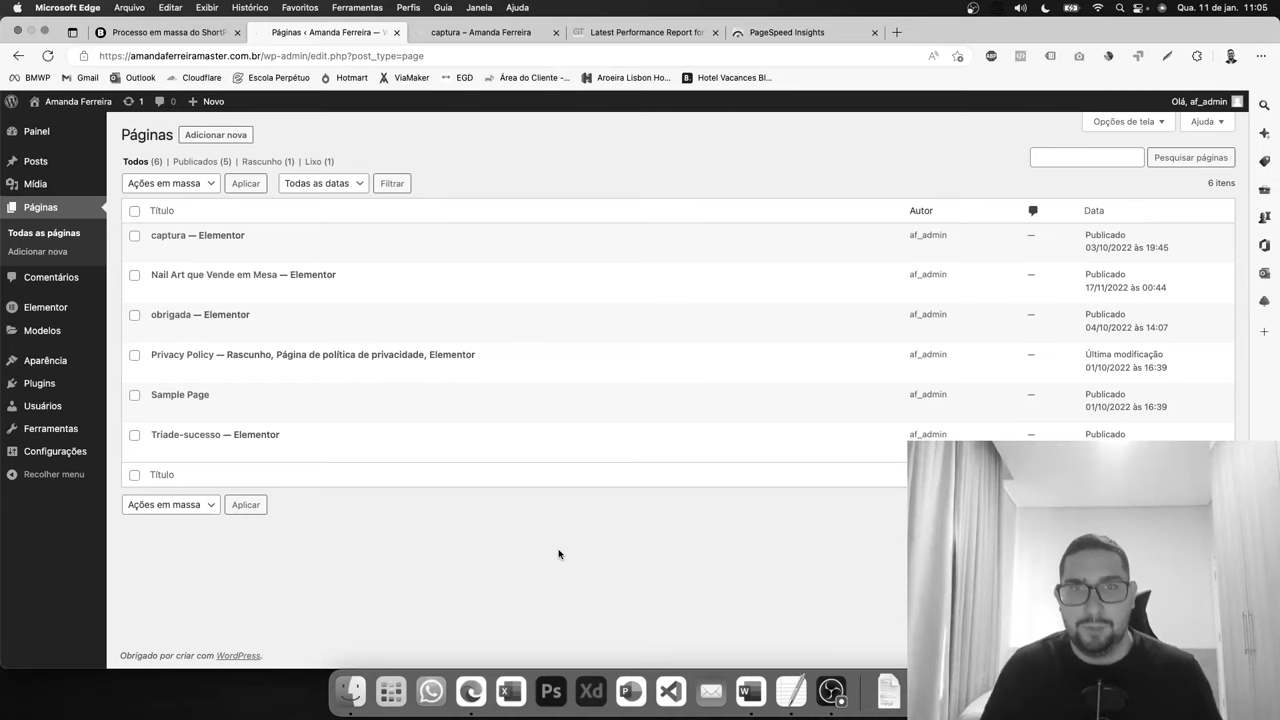 Microsoft Edge Arquivo Editar Exibir Histórico Favoritos Ferramentas Perfis Guia Janela Ajuda Qua. 11 de jan. 11:05
Processo em massa do ShortP
Páginas ‹ Amanda Ferreira — W
captura – Amanda Ferreira
GT Latest Performance Report for
PageSpeed Insights
https://amandaferreiramaster.com.br/wp-admin/edit.php?post_type=page
BMWP Gmail Outlook Cloudflare Escola Perpétuo Hotmart ViaMaker EGD Área do Cliente -... Aroeira Lisbon Ho... Hotel Vacances Bl...
Amanda Ferreira 1 0 Novo Olá, af_admin
Painel
Posts
Mídia
Páginas
Todas as páginas
Adicionar nova
Comentários
Elementor
Modelos
Aparência
Plugins
Usuários
Ferramentas
Configurações
Recolher menu
Opções de tela Ajuda
Páginas Adicionar nova
Todos (6) | Publicados (5) | Rascunho (1) | Lixo (1)
Pesquisar páginas
Ações em massa Aplicar Todas as datas Filtrar 6 itens
Título Autor Data
captura — Elementor af_admin — Publicado
03/10/2022 às 19:45
Nail Art que Vende em Mesa — Elementor af_admin — Publicado
17/11/2022 às 00:44
obrigada — Elementor af_admin — Publicado
04/10/2022 às 14:07
Privacy Policy — Rascunho, Página de política de privacidade, Elementor af_admin — Última modificação
01/10/2022 às 16:39
Sample Page af_admin — Publicado
01/10/2022 às 16:39
Triade-sucesso — Elementor af_admin — Publicado
Título
Ações em massa Aplicar
Obrigado por criar com WordPress.
Ps Xd